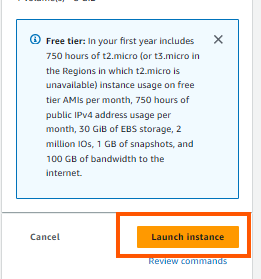 Free tier: In your first year includes
750 hours of t2.micro (or t3.micro in
the Regions in which t2.micro is
unavailable) instance usage on free
tier AMIs per month, 750 hours of
public IPv4 address usage per
month, 30 GiB of EBS storage, 2
million IOs, 1 GB of snapshots, and
100 GB of bandwidth to the
internet.
Cancel
Launch instance
Review commands